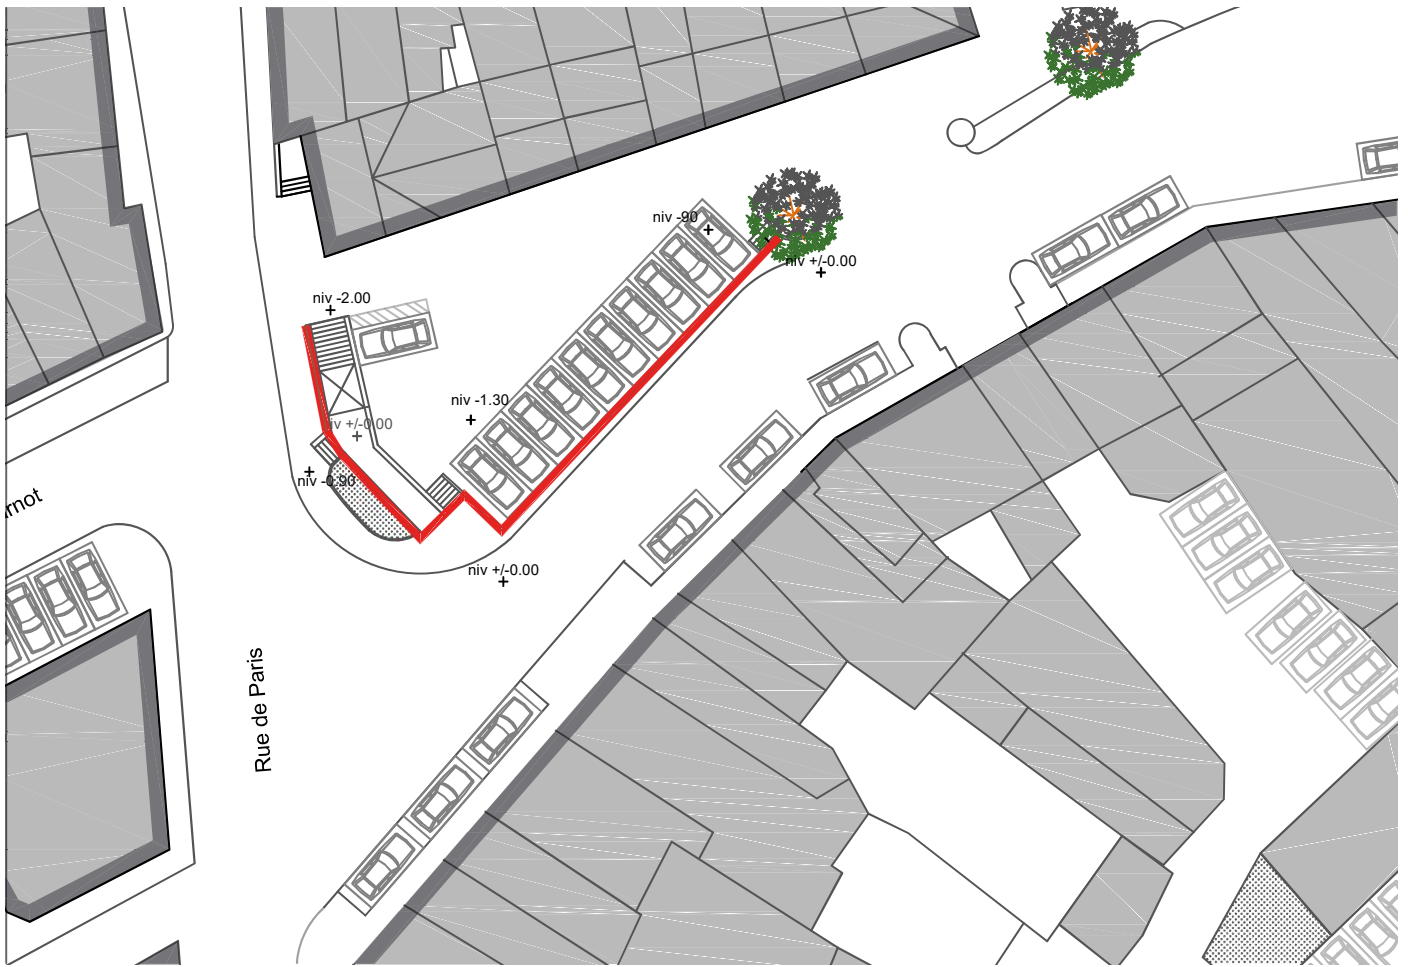 niv -90
niv +/-0.00
niv -2.00
niv -1.30
niv +/-0.00
niv -0.90
niv +/-0.00
rnot
Rue de Paris